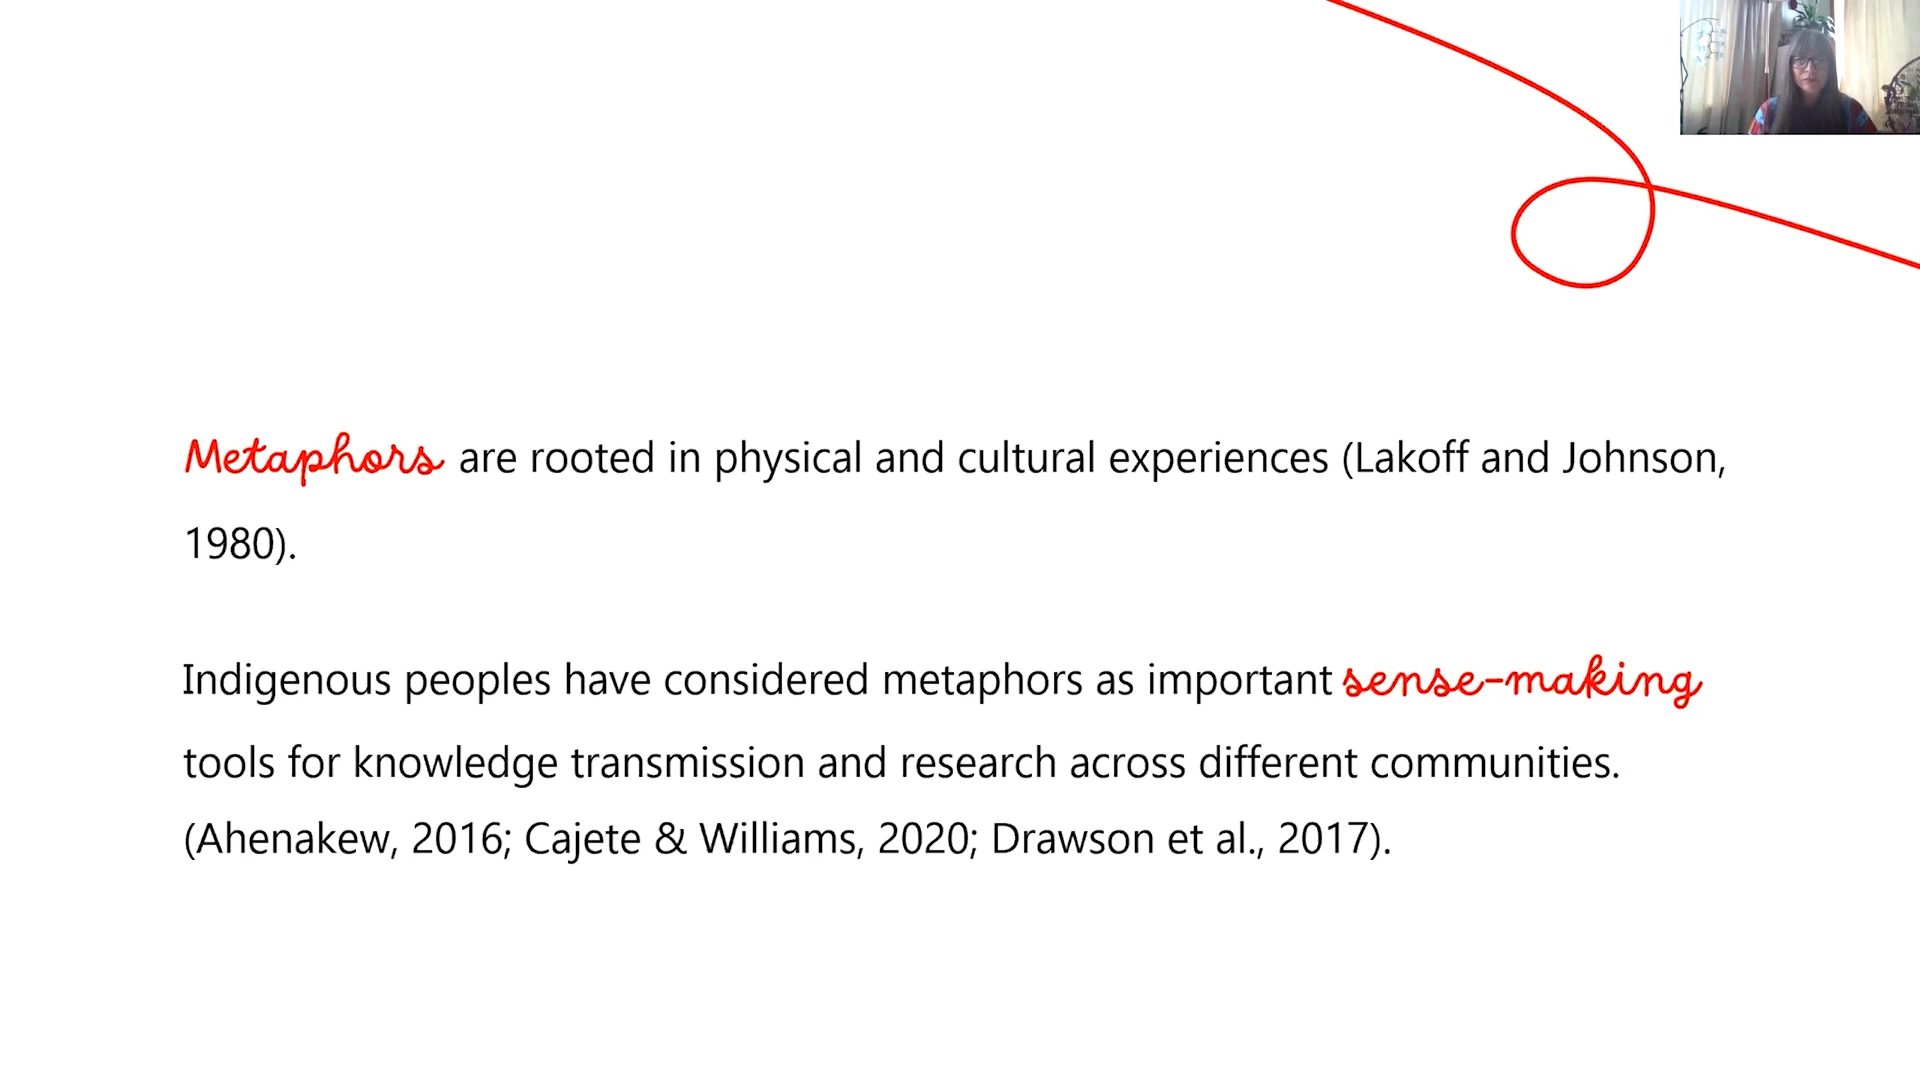 Metaphors are rooted in physical and cultural experiences (Lakoff and Johnson,
1980).
Indigenous peoples have considered metaphors as important sense-making
tools for knowledge transmission and research across different communities.
(Ahenakew, 2016; Cajete & Williams, 2020; Drawson et al., 2017).